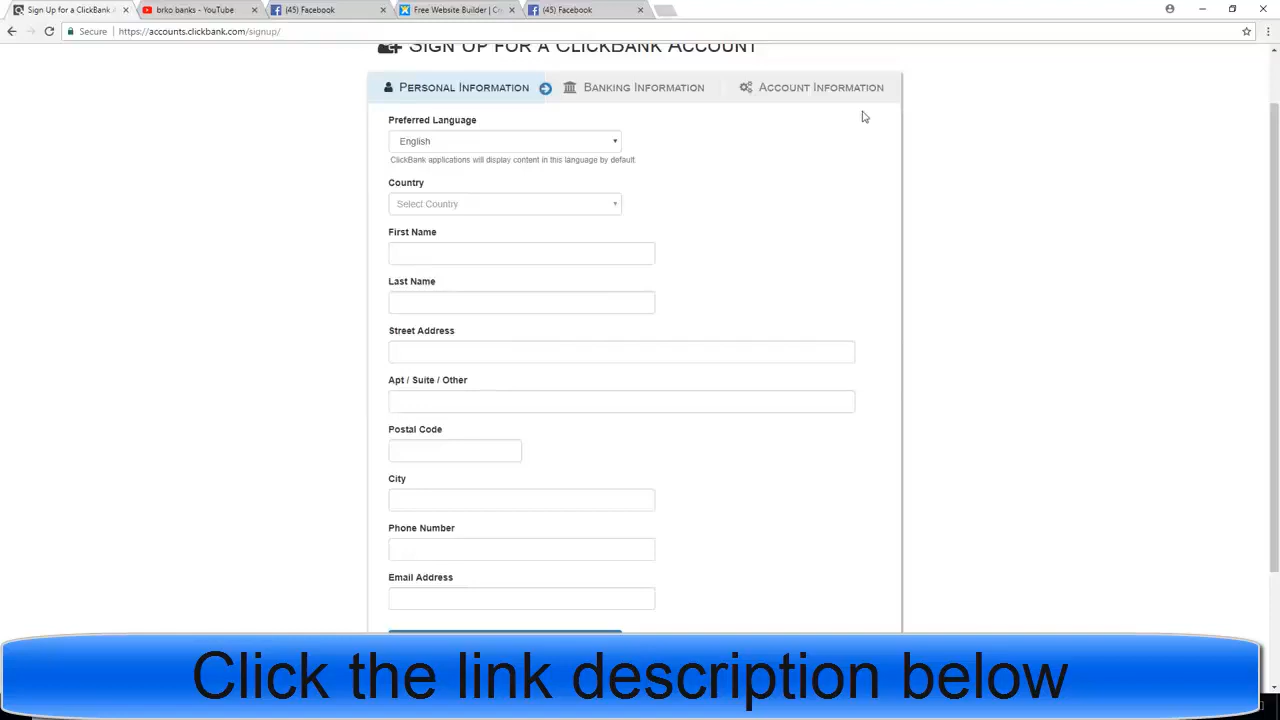 Sign Up for a ClickBank A
brko banks - YouTube
(45) Facebook
Free Website Builder | C
(45) Facebook
Secure
https://accounts.clickbank.com/signup/
SIGN UP FOR A CLICKBANK ACCOUNT
PERSONAL INFORMATION
BANKING INFORMATION
ACCOUNT INFORMATION
Preferred Language
English
ClickBank applications will display content in this language by default
Country
Select Country
First Name
Last Name
Street Address
Apt / Suite / Other
Postal Code
City
Phone Number
Email Address
Click the link description below